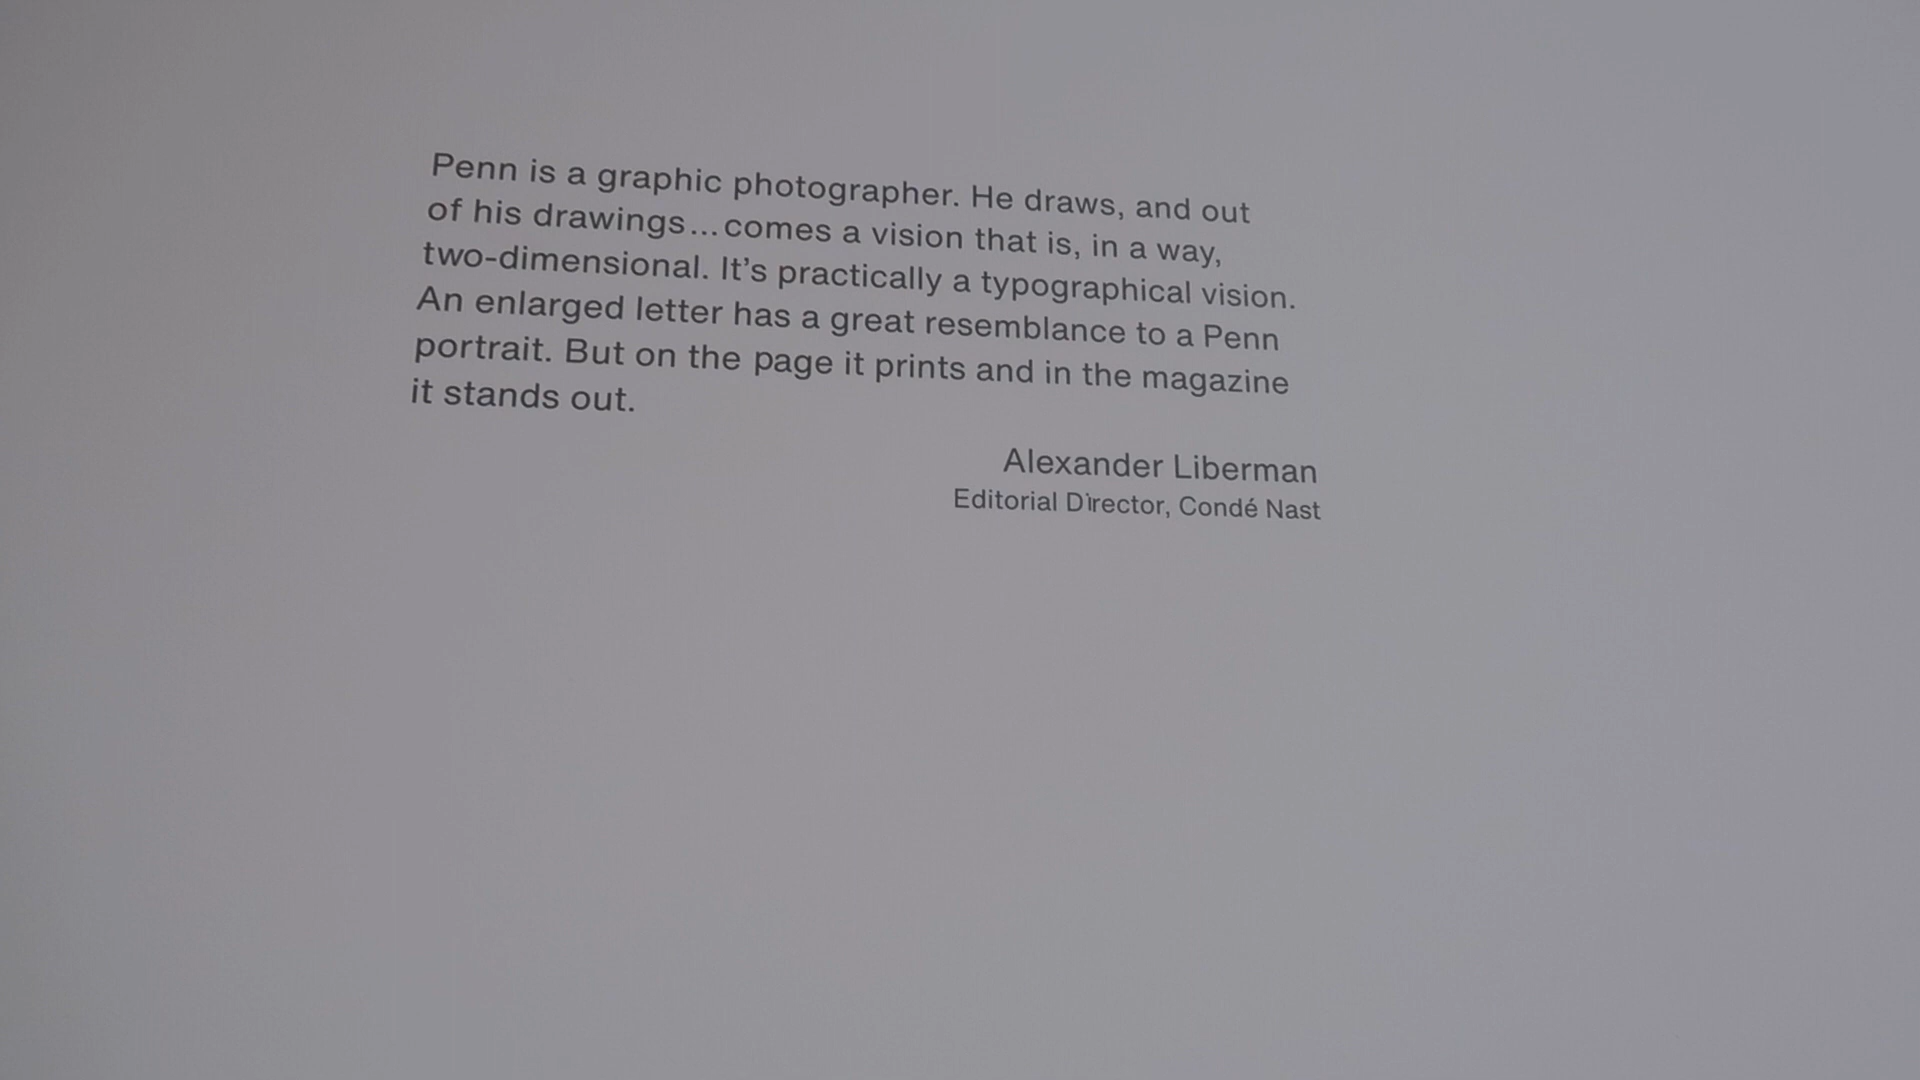 Penn is a graphic photographer. He draws, and out
of his drawings...comes a vision that is, in a way,
two-dimensional. It’s practically a typographical vision.
An enlarged letter has a great resemblance to a Penn
portrait. But on the page it prints and in the magazine
it stands out.
Alexander Liberman
Editorial Director, Condé Nast